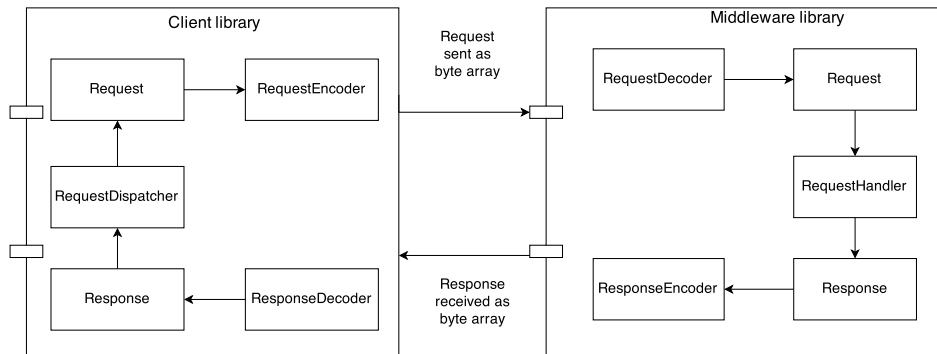 Client library
Request
sent as
byte array
Middleware library
Request
RequestEncoder
RequestDecoder
Request
RequestDispatcher
RequestHandler
Response
ResponseDecoder
Response
received as
byte array
ResponseEncoder
Response